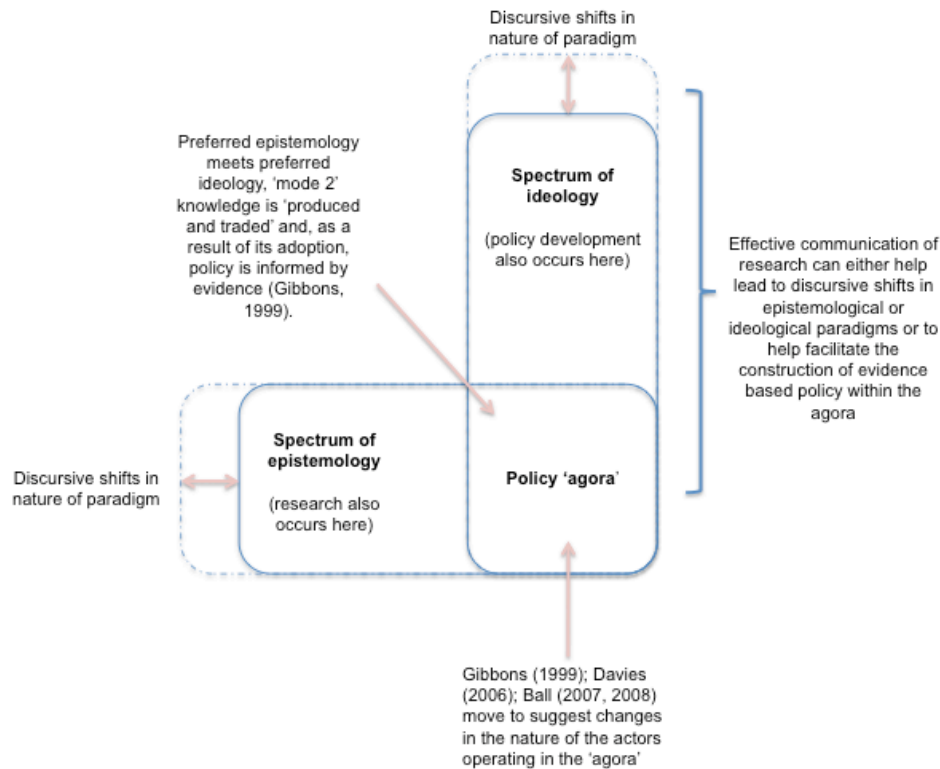 Discursive shifts in
nature of paradigm
Preferred epistemology
meets preferred
ideology, ‘mode 2’
knowledge is ‘produced
and traded’ and, as a
result of its adoption,
policy is informed by
evidence (Gibbons,
1999).
Spectrum of
ideology
(policy development
also occurs here)
Effective communication of
research can either help
lead to discursive shifts in
epistemological or
ideological paradigms or to
help facilitate the
construction of evidence
based policy within the
agora
Discursive shifts in
nature of paradigm
Spectrum of
epistemology
(research also
occurs here)
Policy ‘agora’
Gibbons (1999); Davies
(2006); Ball (2007, 2008)
move to suggest changes
in the nature of the actors
operating in the ‘agora’